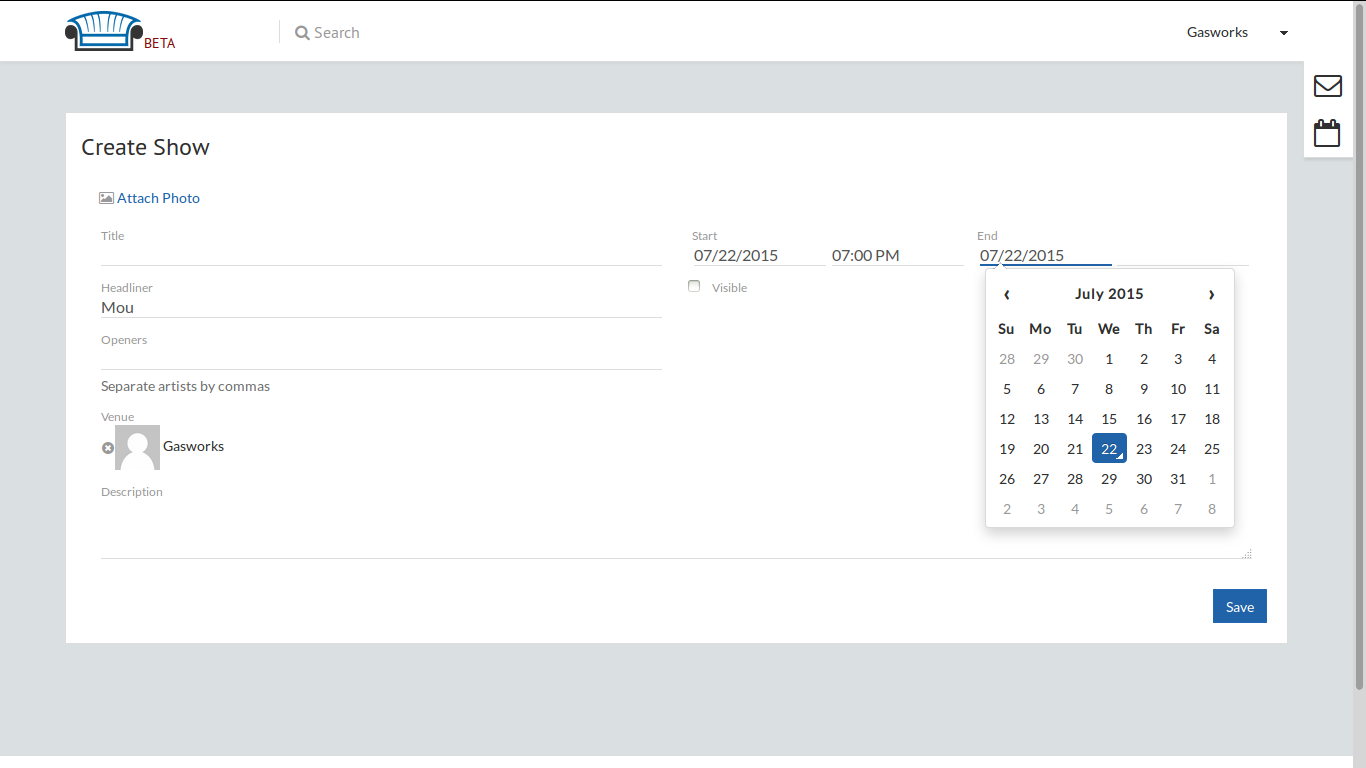 BETA
Search
Gasworks
Create Show
Attach Photo
Title
Start
End
07/22/2015 07:00 PM 07/22/2015
Headliner
Visible
Mou
Openers
Separate artists by commas
Venue
Gasworks
Description
‹ July 2015 ›
Su Mo Tu We Th Fr Sa
28 29 30 1 2 3 4
5 6 7 8 9 10 11
12 13 14 15 16 17 18
19 20 21 22 23 24 25
26 27 28 29 30 31 1
2 3 4 5 6 7 8
Save